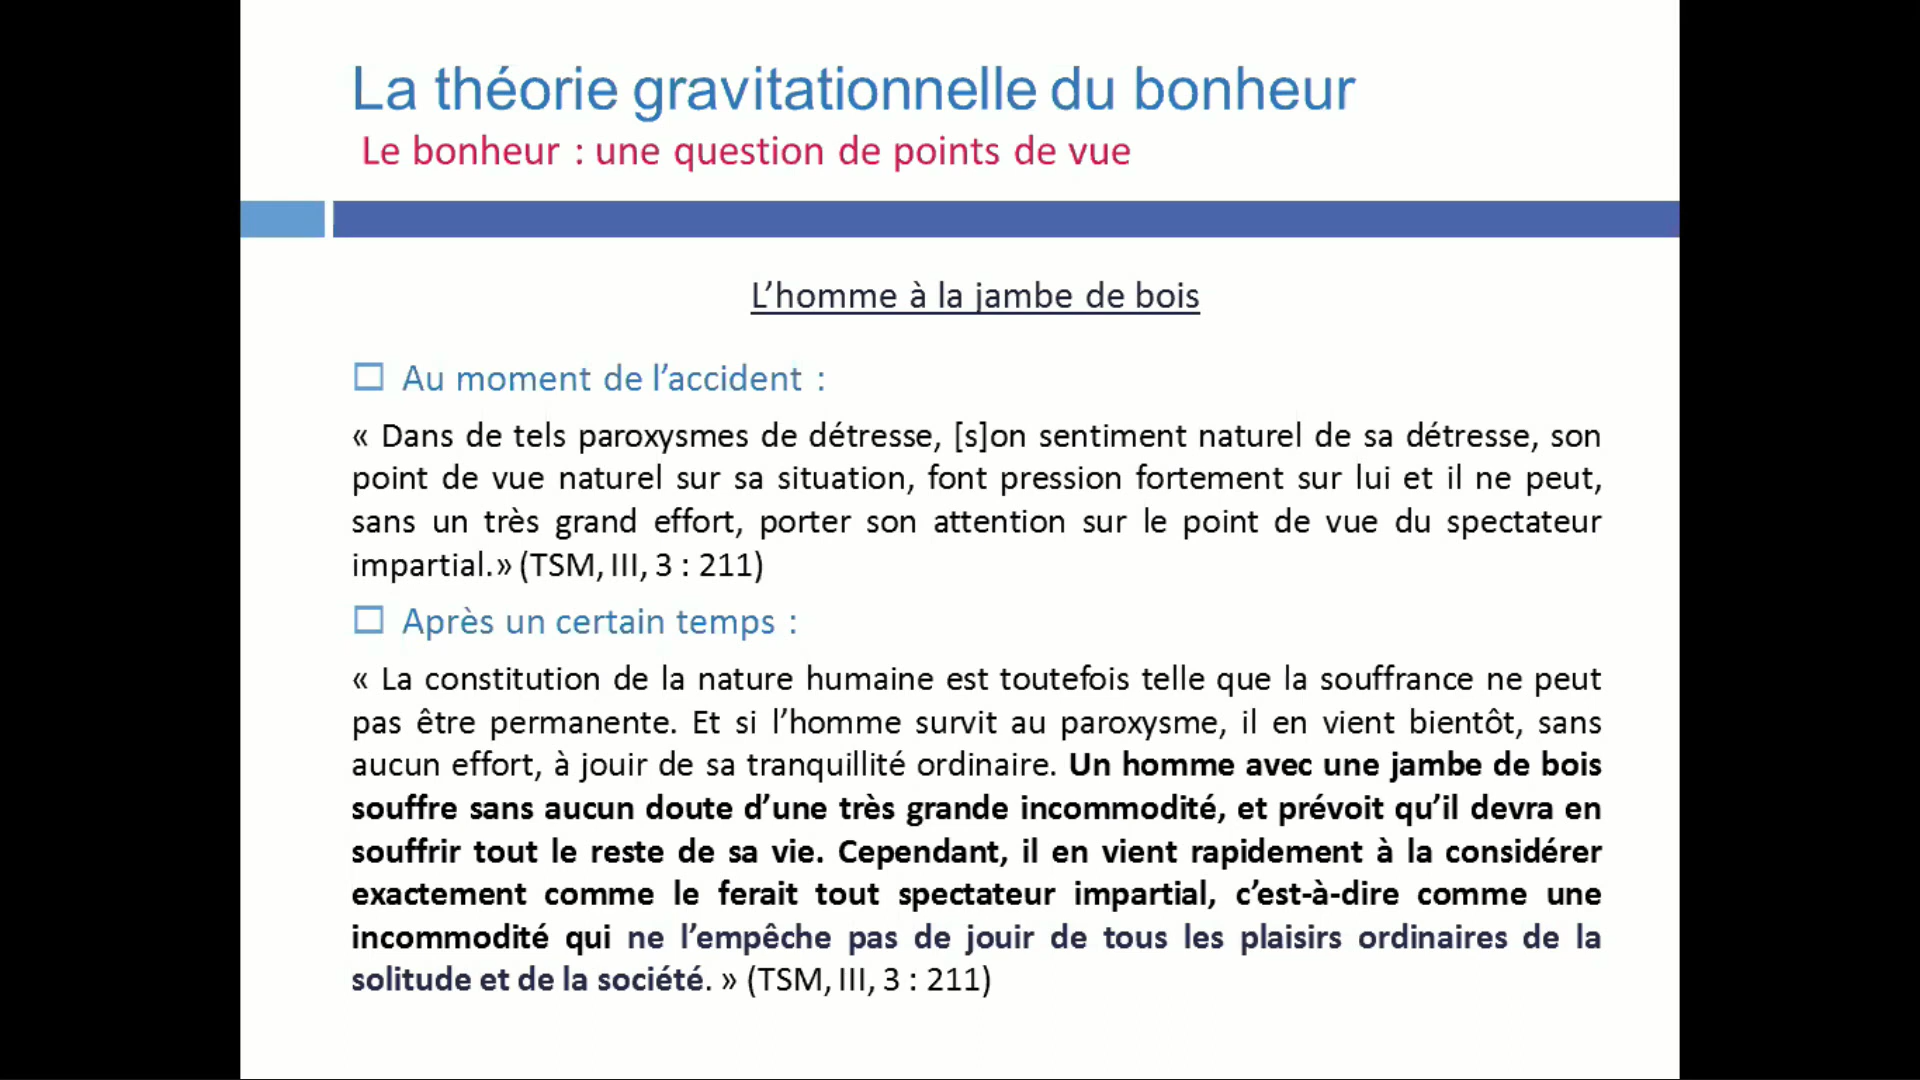 La théorie gravitationnelle du bonheur
Le bonheur : une question de points de vue
L’homme à la jambe de bois
Au moment de l’accident :
« Dans de tels paroxysmes de détresse, [s]on sentiment naturel de sa détresse, son
point de vue naturel sur sa situation, font pression fortement sur lui et il ne peut,
sans un très grand effort, porter son attention sur le point de vue du spectateur
impartial.» (TSM, III, 3 : 211)
Après un certain temps :
« La constitution de la nature humaine est toutefois telle que la souffrance ne peut
pas être permanente. Et si l’homme survit au paroxysme, il en vient bientôt, sans
aucun effort, à jouir de sa tranquillité ordinaire. Un homme avec une jambe de bois
souffre sans aucun doute d’une très grande incommodité, et prévoit qu’il devra en
souffrir tout le reste de sa vie. Cependant, il en vient rapidement à la considérer
exactement comme le ferait tout spectateur impartial, c’est-à-dire comme une
incommodité qui ne l’empêche pas de jouir de tous les plaisirs ordinaires de la
solitude et de la société. » (TSM, III, 3 : 211)